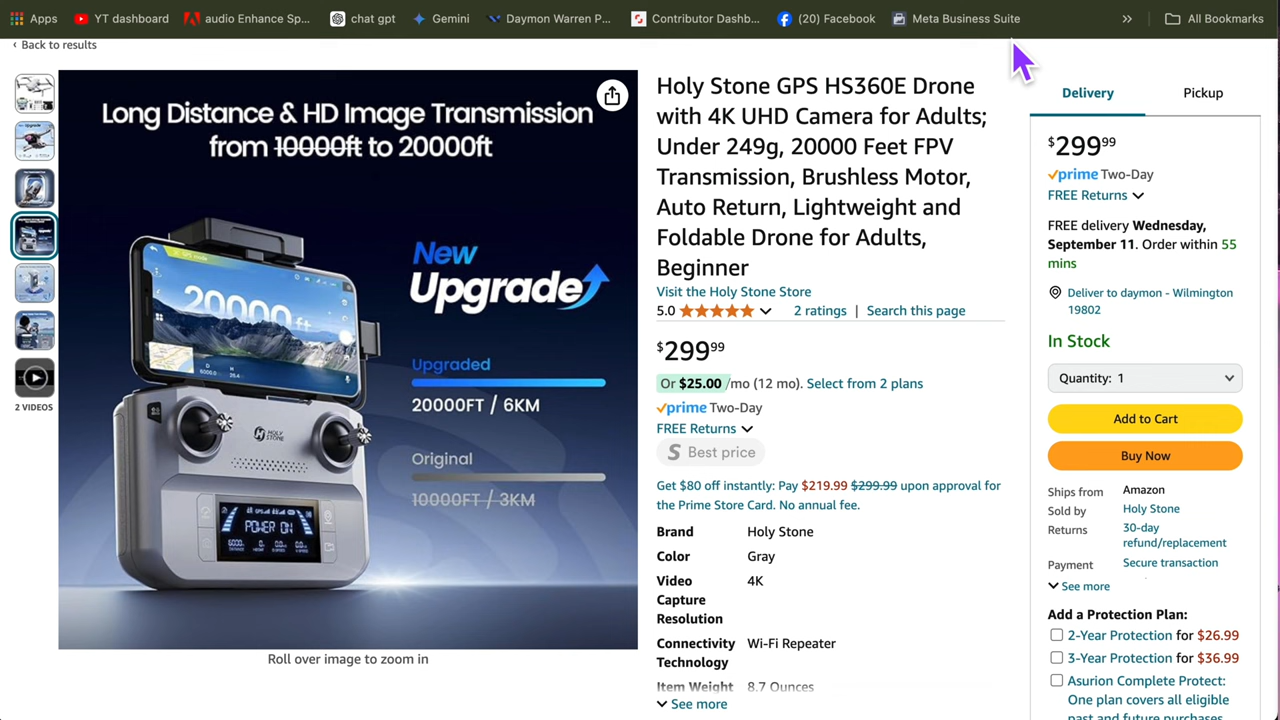 Apps YT dashboard audio Enhance Sp... chat gpt Gemini Daymon Warren P... Contributor Dashb... (20) Facebook Meta Business Suite » All Bookmarks
‹ Back to results
Long Distance & HD Image Transmission
from 10000ft to 20000ft
New
Upgrade
20000 ft
Upgraded
20000FT / 6KM
Original
10000FT / 3KM
HOLY STONE
POWER ON
2 VIDEOS
Roll over image to zoom in
Holy Stone GPS HS360E Drone
with 4K UHD Camera for Adults;
Under 249g, 20000 Feet FPV
Transmission, Brushless Motor,
Auto Return, Lightweight and
Foldable Drone for Adults,
Beginner
Visit the Holy Stone Store
5.0 2 ratings | Search this page
$299 99
Or $25.00 /mo (12 mo). Select from 2 plans
prime Two-Day
FREE Returns
S Best price
Get $80 off instantly: Pay $219.99 $299.99 upon approval for
the Prime Store Card. No annual fee.
Brand Holy Stone
Color Gray
Video 4K
Capture
Resolution
Connectivity Wi-Fi Repeater
Technology
Item Weight 8.7 Ounces
See more
Delivery Pickup
$299 99
prime Two-Day
FREE Returns
FREE delivery Wednesday,
September 11. Order within 55
mins
Deliver to daymon - Wilmington
19802
In Stock
Quantity: 1
Add to Cart
Buy Now
Ships from Amazon
Sold by Holy Stone
Returns 30-day
refund/replacement
Payment Secure transaction
See more
Add a Protection Plan:
2-Year Protection for $26.99
3-Year Protection for $36.99
Asurion Complete Protect:
One plan covers all eligible
past and future purchases